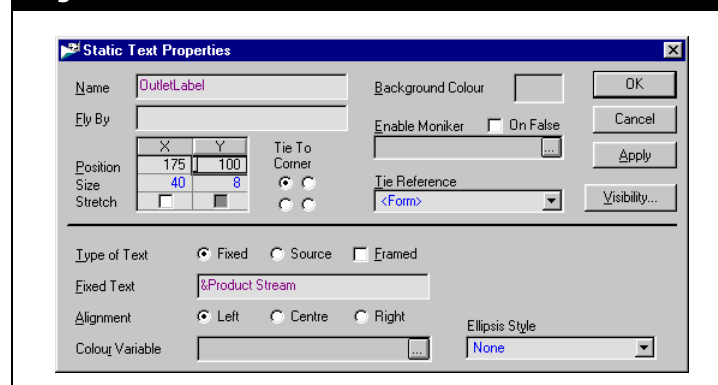 Static Text Properties
Name OutletLabel Background Colour OK
Fly By Enable Moniker On False Cancel
X Y Tie To
Corner ... Apply
Position 175 100
Size 40 8 Tie Reference
Stretch <Form> Visibility...
Type of Text Fixed Source Framed
Fixed Text &Product Stream
Alignment Left Centre Right Ellipsis Style
Colour Variable ... None